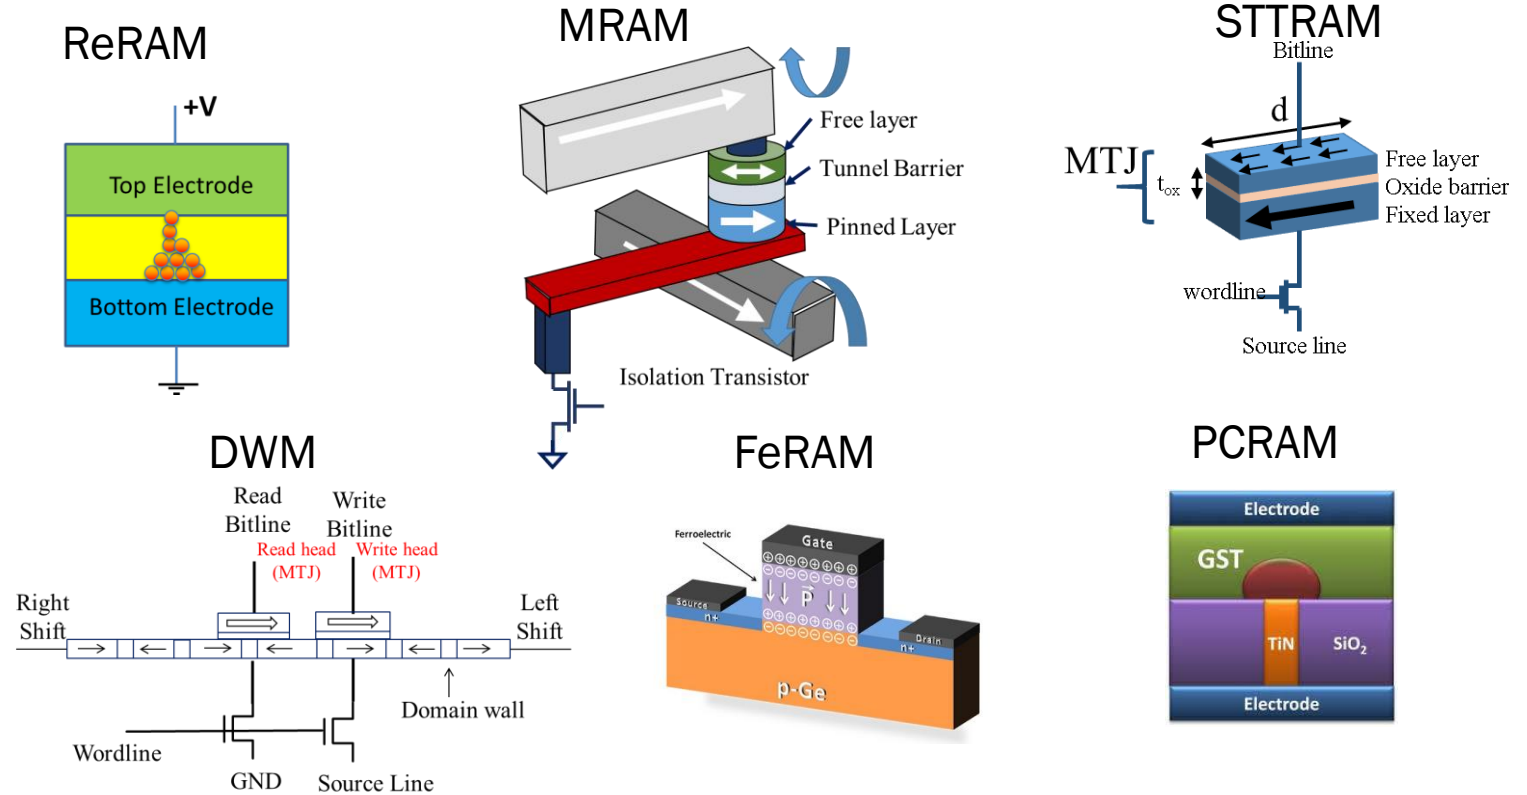 ReRAM
+V
Top Electrode
Bottom Electrode
MRAM
Free layer
Tunnel Barrier
Pinned Layer
Isolation Transistor
STTRAM
Bitline
d
MTJ
tox
Free layer
Oxide barrier
Fixed layer
wordline
Source line
DWM
Read
Bitline
Write
Bitline
Read head
(MTJ)
Write head
(MTJ)
Right
Shift
Left
Shift
Domain wall
Wordline
GND
Source Line
FeRAM
Ferroelectric
Gate
P
Source
n+
Drain
n+
p-Ge
PCRAM
Electrode
GST
TiN
SiO2
Electrode